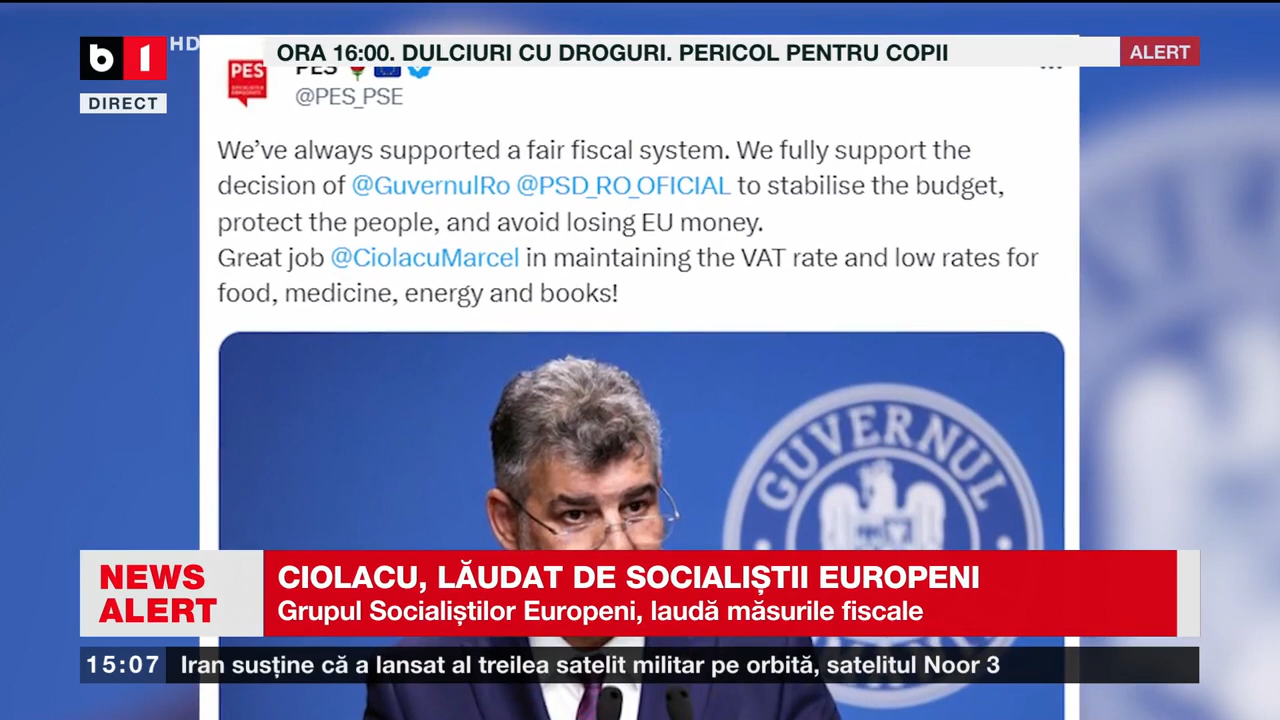 b 1 HD
ORA 16:00. DULCIURI CU DROGURI. PERICOL PENTRU COPII
ALERT
DIRECT
PES
PES
@PES_PSE
We’ve always supported a fair fiscal system. We fully support the
decision of @GuvernulRo @PSD_RO_OFICIAL to stabilise the budget,
protect the people, and avoid losing EU money.
Great job @CiolacuMarcel in maintaining the VAT rate and low rates for
food, medicine, energy and books!
GUVERNUL
NEWS
ALERT
CIOLACU, LĂUDAT DE SOCIALIȘTII EUROPENI
Grupul Socialiștilor Europeni, laudă măsurile fiscale
15:07 Iran susține că a lansat al treilea satelit militar pe orbită, satelitul Noor 3